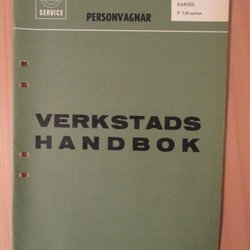 SERVICE
PERSONVAGNAR
KAROSS
P 120-serien
VERKSTADS
HANDBOK